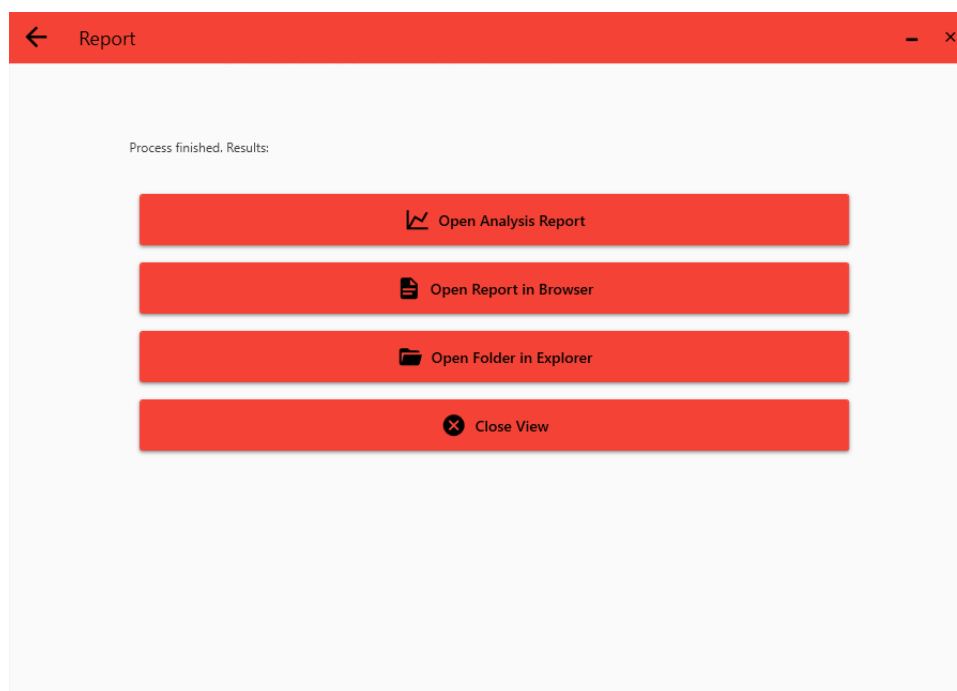 Report
Process finished. Results:
Open Analysis Report
Open Report in Browser
Open Folder in Explorer
Close View